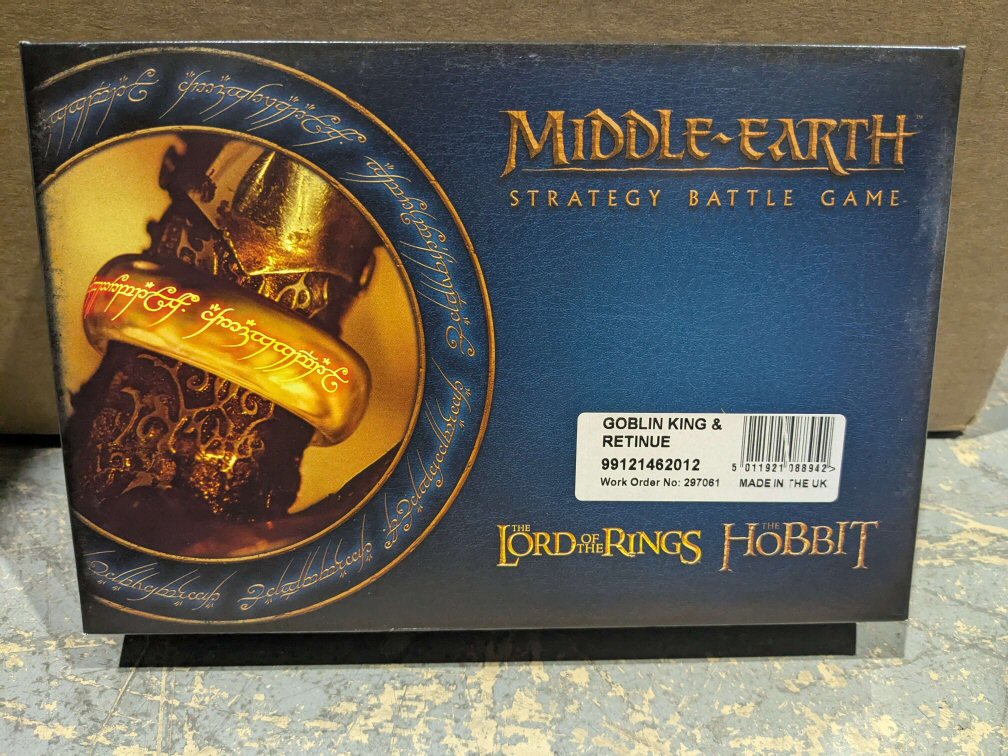 MIDDLE-EARTH™
STRATEGY BATTLE GAME
GOBLIN KING &
RETINUE
99121462012
Work Order No: 297061
5 011921 088942>
MADE IN THE UK
THE LORD OF THE RINGS
THE HOBBIT